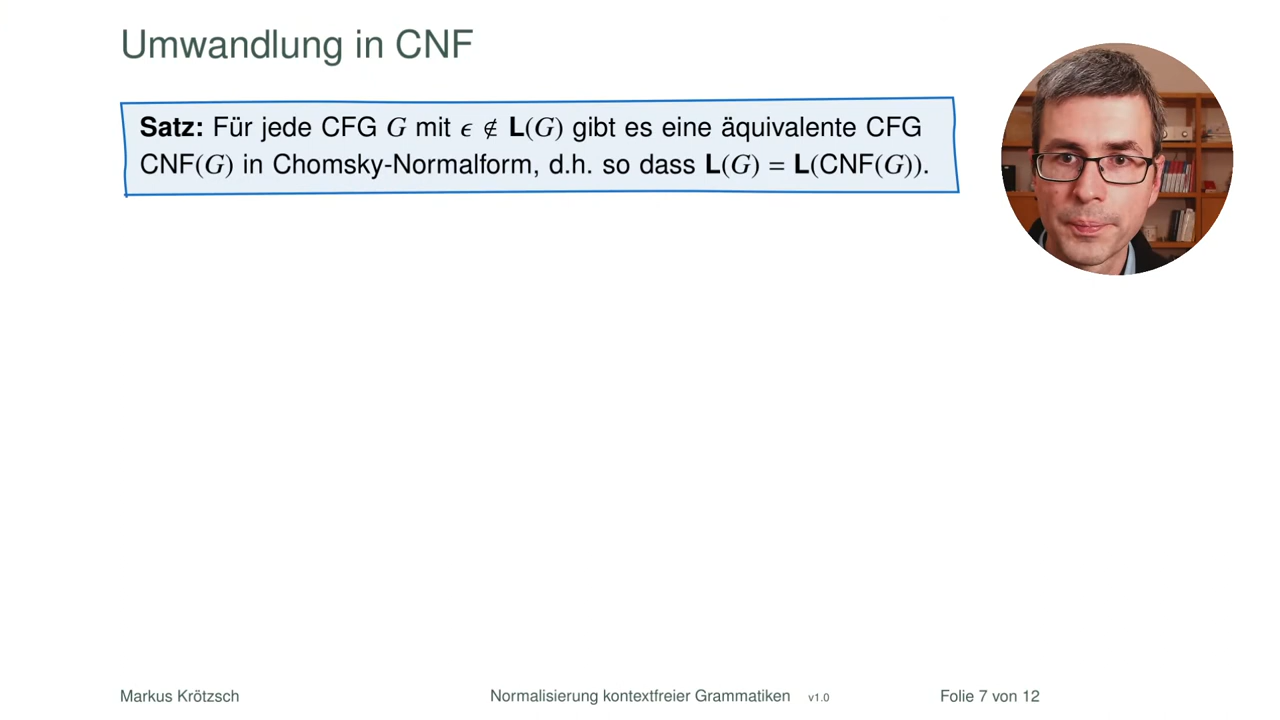 Umwandlung in CNF
Satz: Für jede CFG G mit ϵ ∉ L(G) gibt es eine äquivalente CFG
CNF(G) in Chomsky-Normalform, d.h. so dass L(G) = L(CNF(G)).
Markus Krötzsch Normalisierung kontextfreier Grammatiken v1.0 Folie 7 von 12